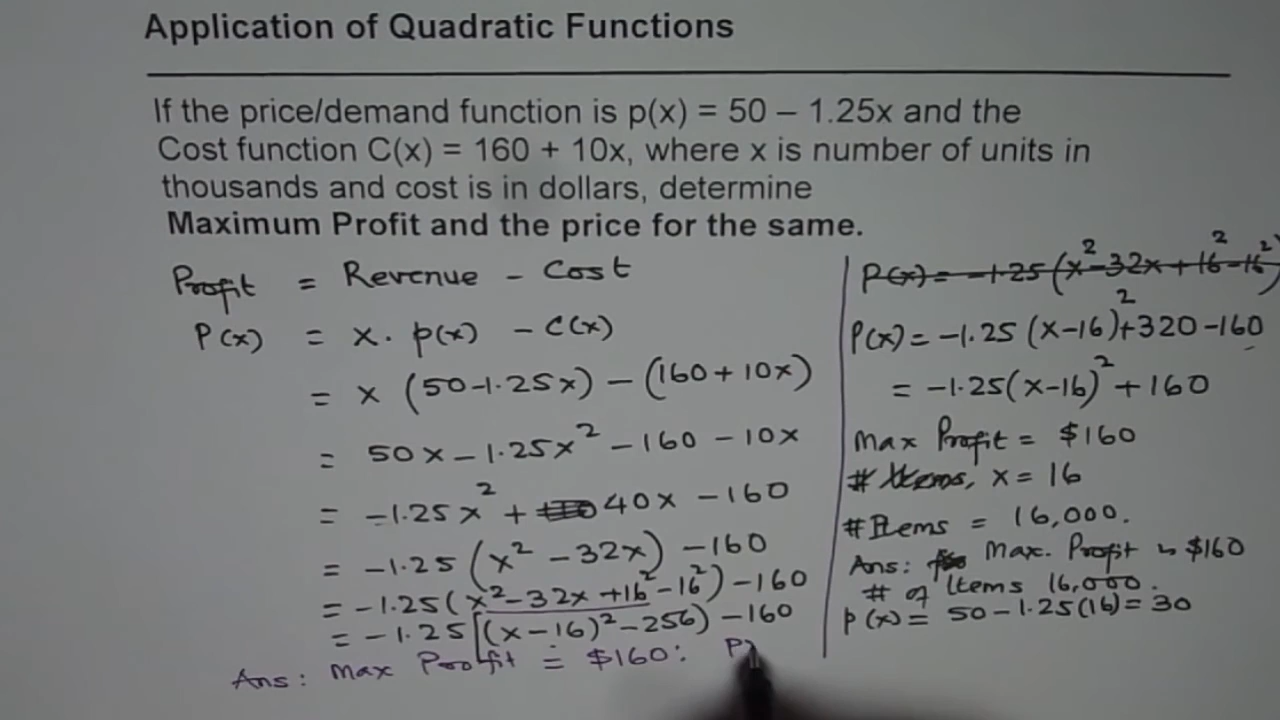 Application of Quadratic Functions
If the price/demand function is p(x) = 50 – 1.25x and the
Cost function C(x) = 160 + 10x, where x is number of units in
thousands and cost is in dollars, determine
Maximum Profit and the price for the same.
Profit = Revenue - Cost
P(x) = x. p(x) - C(x)
= x (50-1.25x) - (160+10x)
= 50x - 1.25x² - 160 - 10x
= -1.25x² + 40x - 160
= -1.25 (x² - 32x) - 160
= -1.25 (x² - 32x + 16² - 16²) - 160
= -1.25 [(x-16)² - 256) - 160
Ans: Max Profit = $160:
P(x) = -1.25 (x² - 32x + 16² - 16²)
P(x) = -1.25 (x-16)² + 320 - 160
= -1.25 (x-16)² + 160
Max Profit = $160
# Items, x = 16
# Items = 16,000.
Ans: Max. Profit is $160
# of Items 16,000.
p(x) = 50 - 1.25(16) = 30